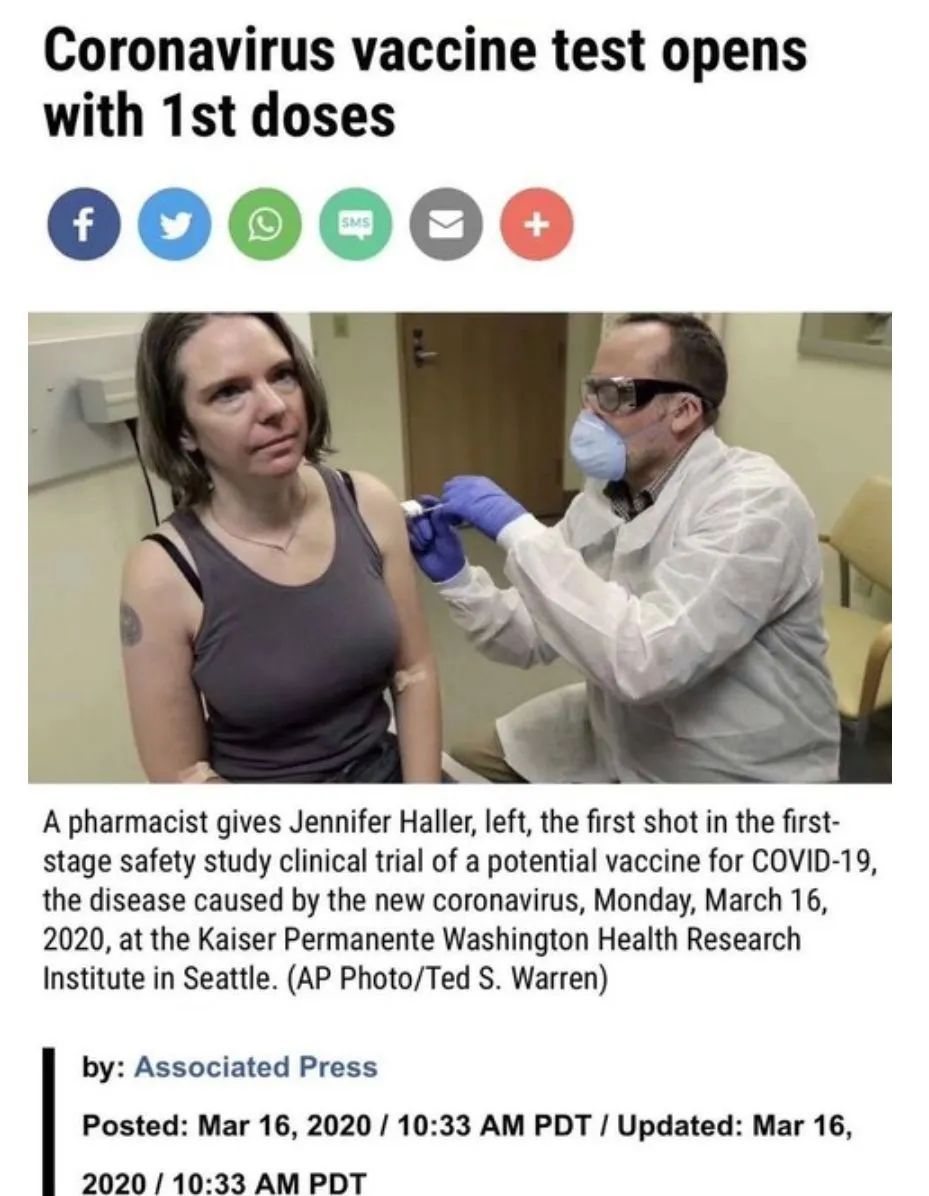 Coronavirus vaccine test opens
with 1st doses
f
SMS
+
A pharmacist gives Jennifer Haller, left, the first shot in the first-
stage safety study clinical trial of a potential vaccine for COVID-19,
the disease caused by the new coronavirus, Monday, March 16,
2020, at the Kaiser Permanente Washington Health Research
Institute in Seattle. (AP Photo/Ted S. Warren)
by: Associated Press
Posted: Mar 16, 2020 / 10:33 AM PDT / Updated: Mar 16,
2020 / 10:33 AM PDT